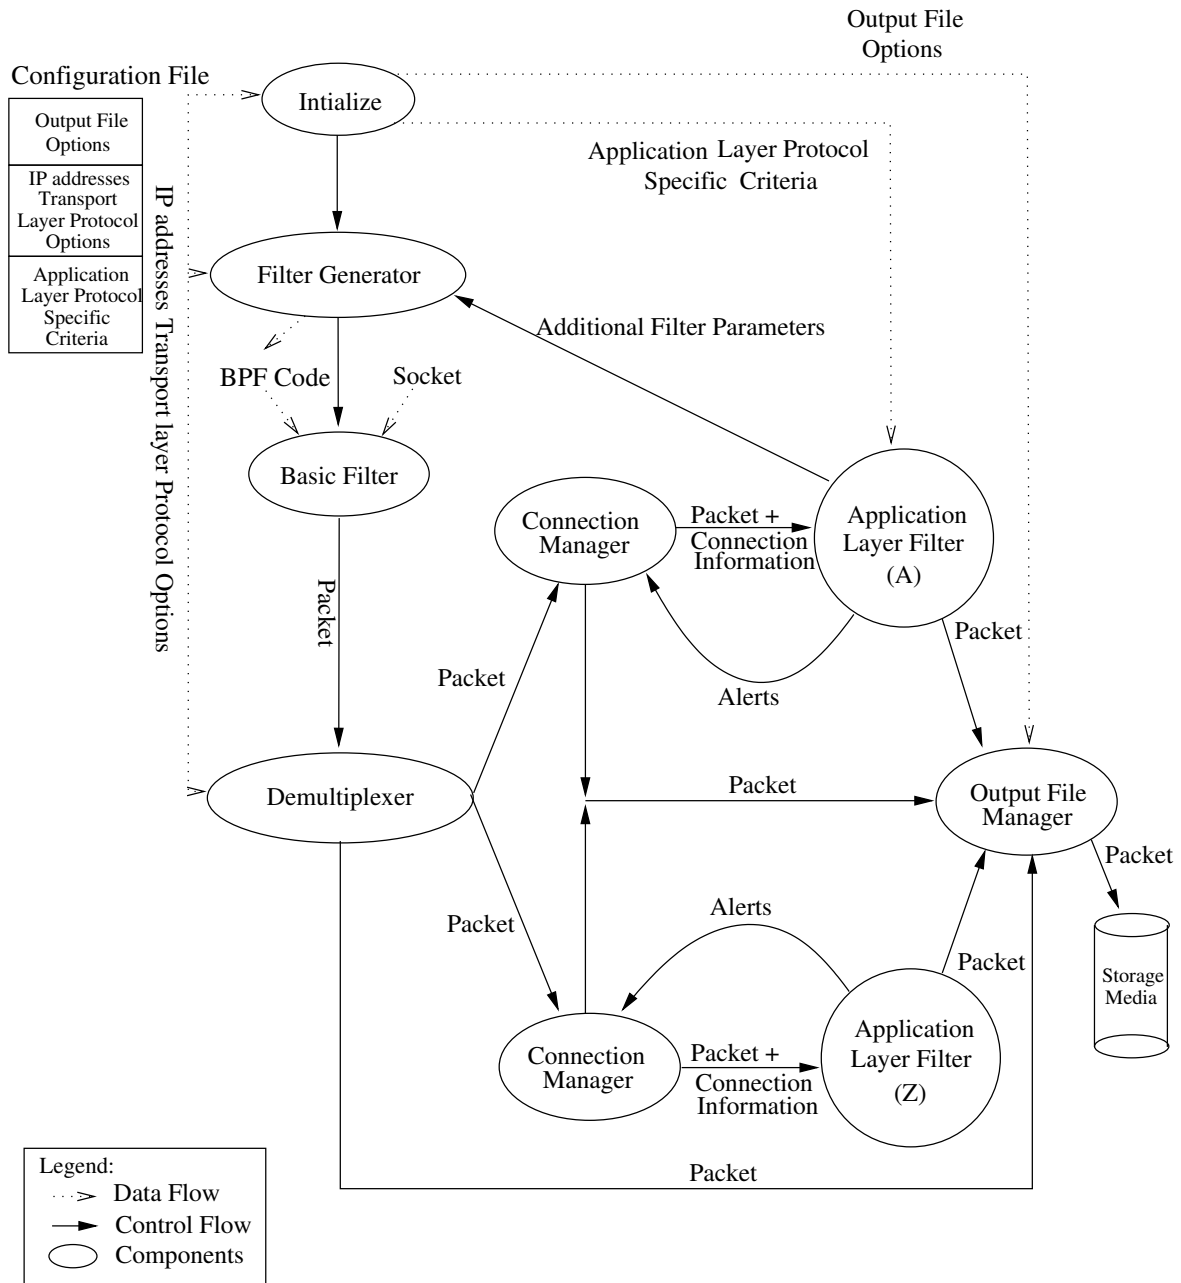 Output File
Options
Configuration File
Intialize
Output File
Options
IP addresses
Transport
Layer Protocol
Options
Application
Layer Protocol
Specific
Criteria
IP addresses Transport layer Protocol Options
Application Layer Protocol
Specific Criteria
Filter Generator
Additional Filter Parameters
BPF Code
Socket
Basic Filter
Packet
Connection
Manager
Packet +
Connection
Information
Application
Layer Filter
(A)
Packet
Packet
Alerts
Demultiplexer
Packet
Output File
Manager
Packet
Storage
Media
Packet
Alerts
Packet
Connection
Manager
Packet +
Connection
Information
Application
Layer Filter
(Z)
Packet
Legend:
Data Flow
Control Flow
Components